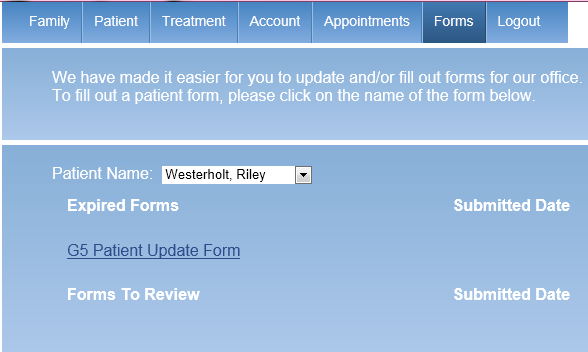 Family Patient Treatment Account Appointments Forms Logout
We have made it easier for you to update and/or fill out forms for our office.
To fill out a patient form, please click on the name of the form below.
Patient Name: Westerholt, Riley
Expired Forms Submitted Date
G5 Patient Update Form
Forms To Review Submitted Date